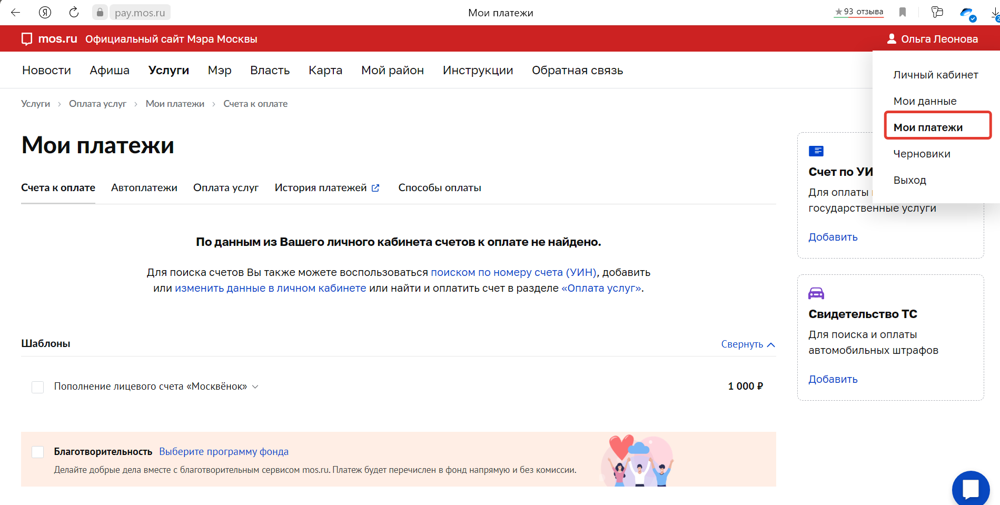 Я
pay.mos.ru
Мои платежи
★ 93 отзыва
mos.ru Официальный сайт Мэра Москвы
Ольга Леонова
Новости Афиша Услуги Мэр Власть Карта Мой район Инструкции Обратная связь
Личный кабинет
Мои данные
Мои платежи
Черновики
Выход
Услуги > Оплата услуг > Мои платежи > Счета к оплате
Мои платежи
Счета к оплате Автоплатежи Оплата услуг История платежей Способы оплаты
По данным из Вашего личного кабинета счетов к оплате не найдено.
Для поиска счетов Вы также можете воспользоваться поиском по номеру счета (УИН), добавить
или изменить данные в личном кабинете или найти и оплатить счет в разделе «Оплата услуг».
Шаблоны
Свернуть
Пополнение лицевого счета «Москвёнок»
1 000 ₽
Благотворительность Выберите программу фонда
Делайте добрые дела вместе с благотворительным сервисом mos.ru. Платеж будет перечислен в фонд напрямую и без комиссии.
Счет по УИ
Для оплаты
государственные услуги
Добавить
Свидетельство ТС
Для поиска и оплаты
автомобильных штрафов
Добавить